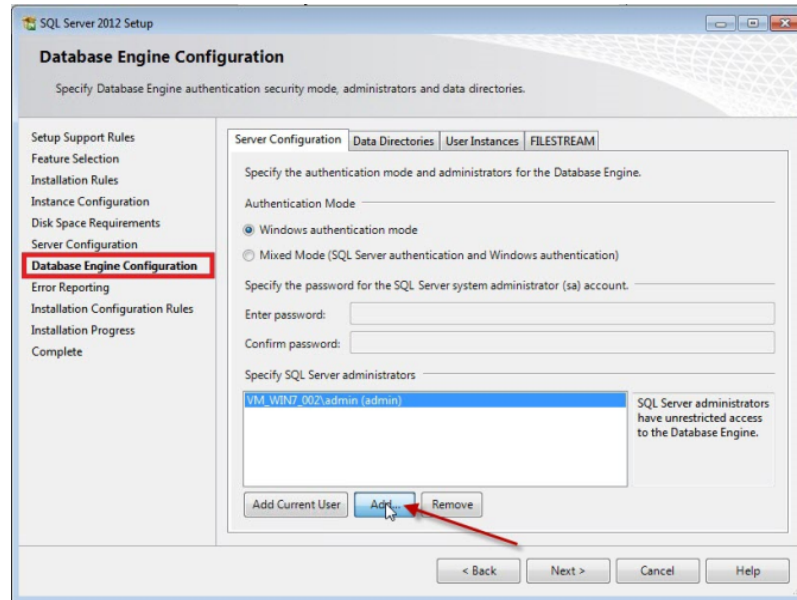 SQL Server 2012 Setup
Database Engine Configuration
Specify Database Engine authentication security mode, administrators and data directories.
Setup Support Rules
Feature Selection
Installation Rules
Instance Configuration
Disk Space Requirements
Server Configuration
Database Engine Configuration
Error Reporting
Installation Configuration Rules
Installation Progress
Complete
Server Configuration Data Directories User Instances FILESTREAM
Specify the authentication mode and administrators for the Database Engine.
Authentication Mode
Windows authentication mode
Mixed Mode (SQL Server authentication and Windows authentication)
Specify the password for the SQL Server system administrator (sa) account.
Enter password:
Confirm password:
Specify SQL Server administrators
VM_WIN7_002\admin (admin)
SQL Server administrators
have unrestricted access
to the Database Engine.
Add Current User Add... Remove
< Back Next > Cancel Help